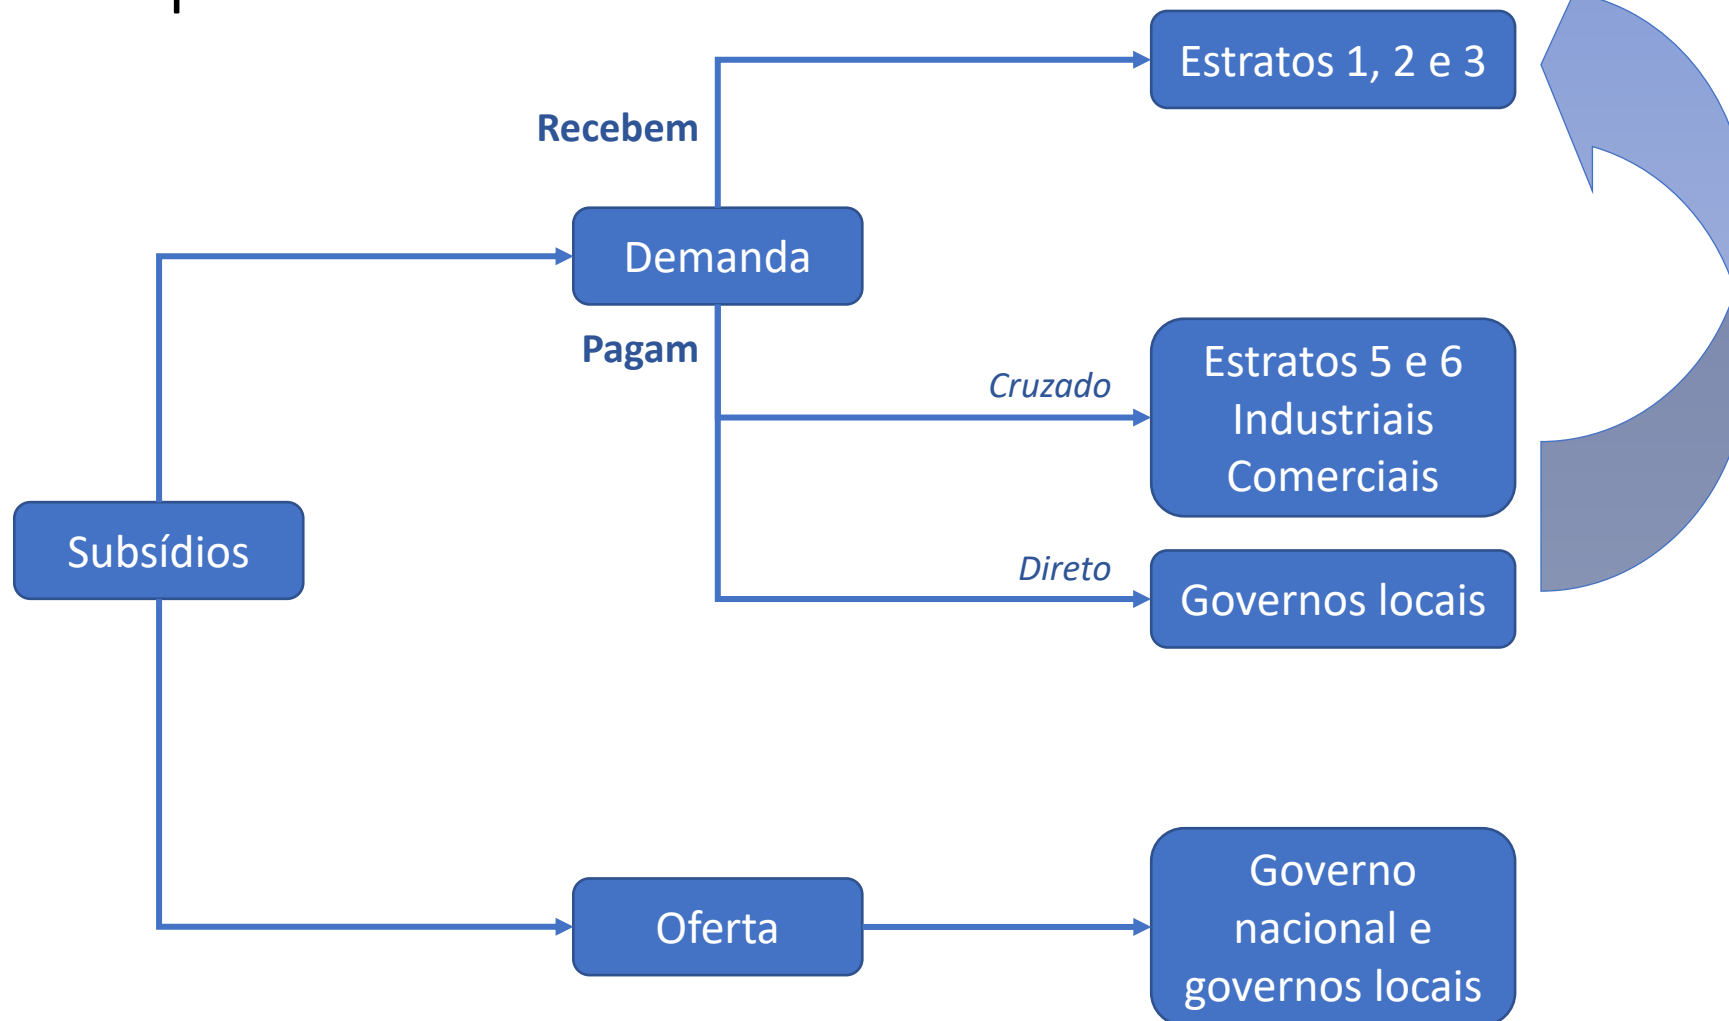 Estratos 1, 2 e 3
Recebem
Demanda
Pagam
Cruzado
Estratos 5 e 6
Industriais
Comerciais
Subsídios
Direto
Governos locais
Oferta
Governo
nacional e
governos locais